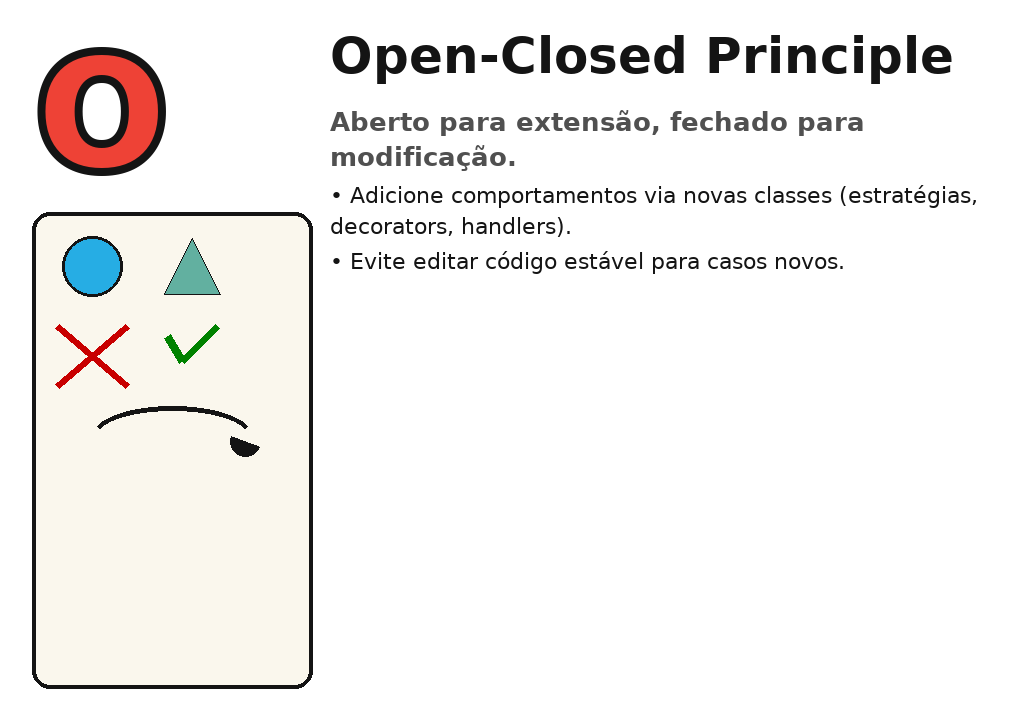 O
Open-Closed Principle
Aberto para extensão, fechado para
modificação.
• Adicione comportamentos via novas classes (estratégias,
decorators, handlers).
• Evite editar código estável para casos novos.